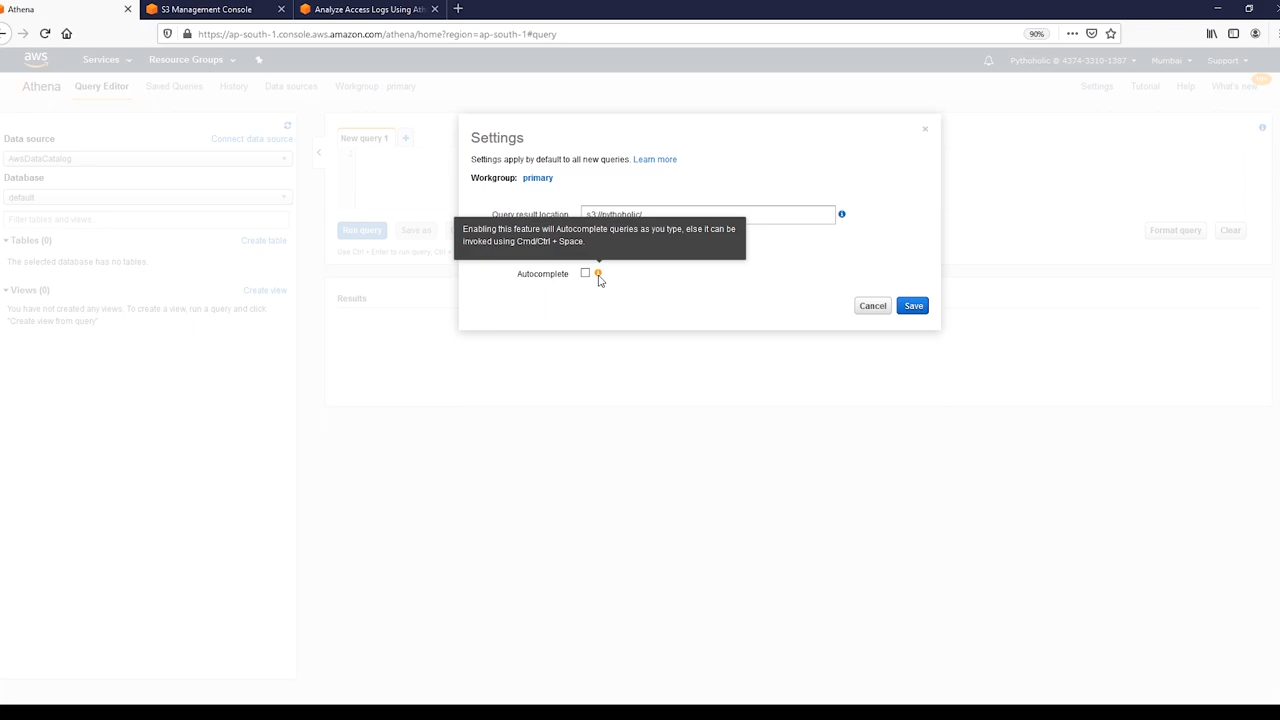 Athena
S3 Management Console
Analyze Access Logs Using Ath
https://ap-south-1.console.aws.amazon.com/athena/home?region=ap-south-1#query
90%
aws
Services
Resource Groups
Pythoholic @ 4374-3310-1387
Mumbai
Support
Athena
Query Editor
Saved Queries
History
Data sources
Workgroup : primary
Settings
Tutorial
Help
What's new
Data source
Connect data source
AwsDataCatalog
Database
default
Filter tables and views...
Tables (0)
Create table
The selected database has no tables.
Views (0)
Create view
You have not created any views. To create a view, run a query and click
"Create view from query"
New query 1
1
Run query
Save as
Format query
Clear
Use Ctrl + Enter to run query, Ctrl +
Results
Settings
Settings apply by default to all new queries. Learn more
Workgroup: primary
Query result location
s3://pythoholic/
Enabling this feature will Autocomplete queries as you type, else it can be
invoked using Cmd/Ctrl + Space.
Autocomplete
Cancel
Save